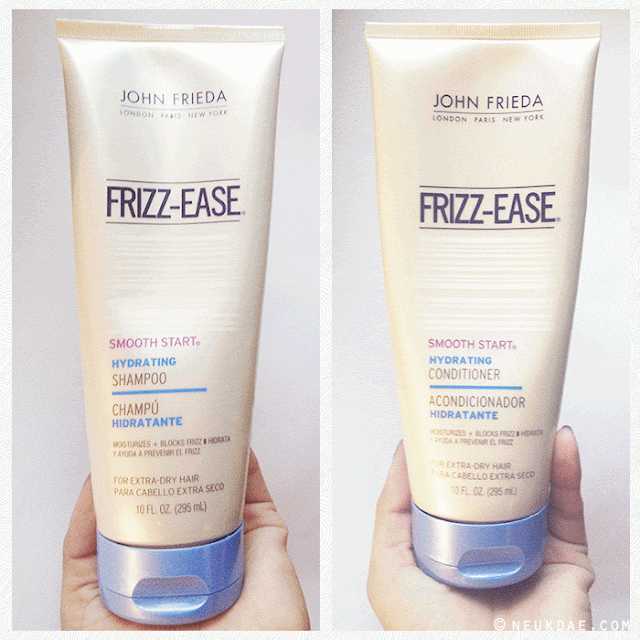 JOHN FRIEDA
LONDON PARIS NEW YORK
FRIZZ-EASE®
SMOOTH START®
HYDRATING
SHAMPOO
CHAMPÚ
HIDRATANTE
MOISTURIZES + BLOCKS FRIZZ HIDRATA
Y AYUDA A PREVENIR EL FRIZZ
FOR EXTRA-DRY HAIR
PARA CABELLO EXTRA SECO
10 FL. OZ. (295 mL)
JOHN FRIEDA
LONDON PARIS NEW YORK
FRIZZ-EASE®
SMOOTH START®
HYDRATING
CONDITIONER
ACONDICIONADOR
HIDRATANTE
MOISTURIZES + BLOCKS FRIZZ HIDRATA
Y AYUDA A PREVENIR EL FRIZZ
FOR EXTRA-DRY HAIR
PARA CABELLO EXTRA SECO
10 FL. OZ. (295 mL)
© NEUKDAE.COM